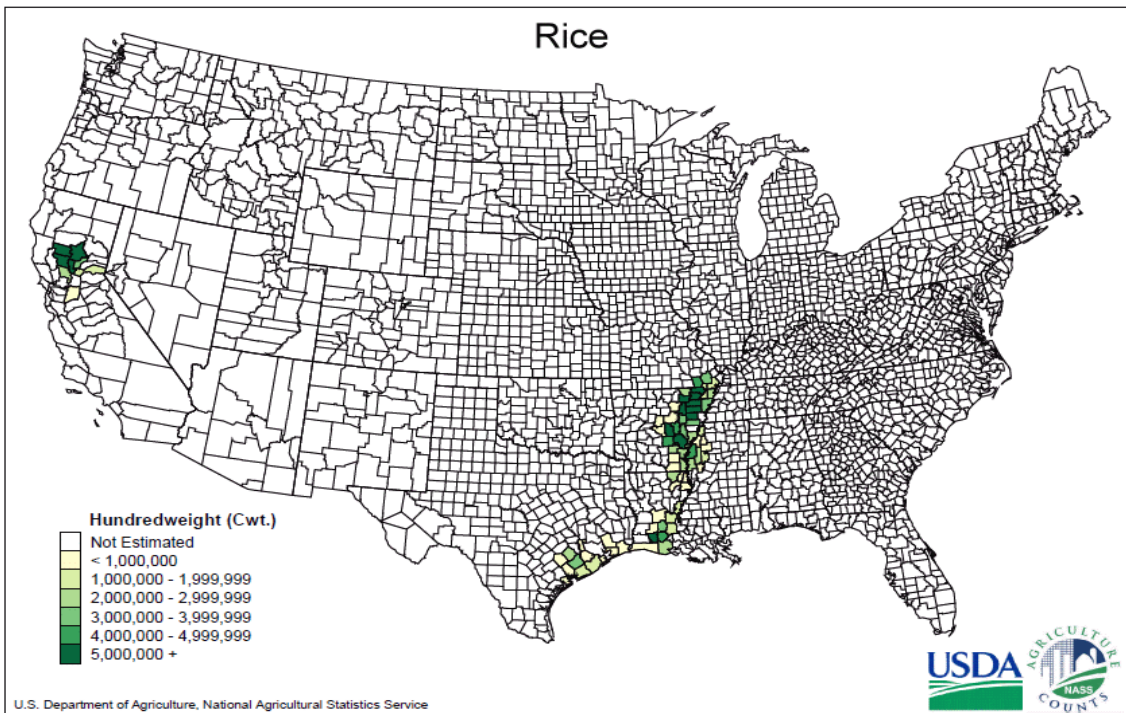 Rice
Hundredweight (Cwt.)
Not Estimated
< 1,000,000
1,000,000 - 1,999,999
2,000,000 - 2,999,999
3,000,000 - 3,999,999
4,000,000 - 4,999,999
5,000,000 +
USDA
AGRICULTURE
NASS
COUNTS
U.S. Department of Agriculture, National Agricultural Statistics Service